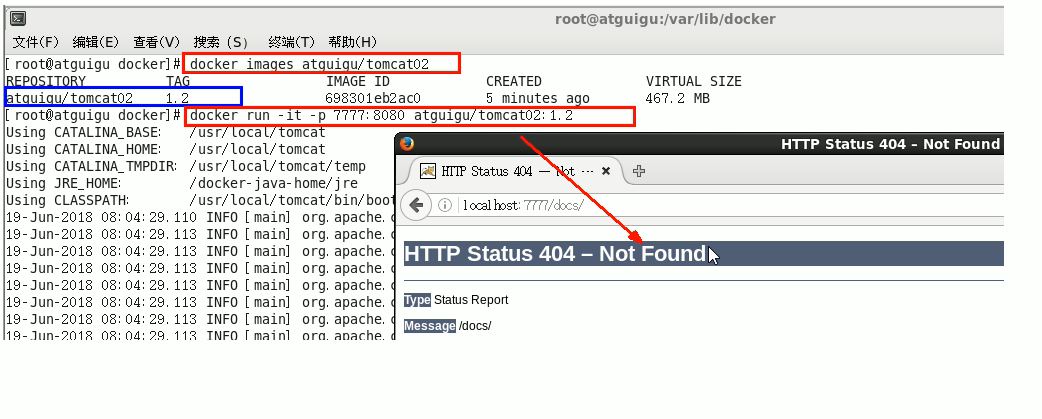 root@atguigu:/var/lib/docker
文件(F) 编辑(E) 查看(V) 搜索 (S) 终端(T) 帮助(H)
[root@atguigu docker]# docker images atguigu/tomcat02
REPOSITORY TAG IMAGE ID CREATED VIRTUAL SIZE
atguigu/tomcat02 1.2 698301eb2ac0 5 minutes ago 467.2 MB
[root@atguigu docker]# docker run -it -p 7777:8080 atguigu/tomcat02:1.2
Using CATALINA_BASE: /usr/local/tomcat
Using CATALINA_HOME: /usr/local/tomcat
Using CATALINA_TMPDIR: /usr/local/tomcat/temp
Using JRE_HOME: /docker-java-home/jre
Using CLASSPATH: /usr/local/tomcat/bin/boot
19-Jun-2018 08:04:29.110 INFO [main] org.apache.c
19-Jun-2018 08:04:29.113 INFO [main] org.apache.c
19-Jun-2018 08:04:29.113 INFO [main] org.apache.c
19-Jun-2018 08:04:29.113 INFO [main] org.apache.c
19-Jun-2018 08:04:29.113 INFO [main] org.apache.c
19-Jun-2018 08:04:29.113 INFO [main] org.apache.c
19-Jun-2018 08:04:29.113 INFO [main] org.apache.c
19-Jun-2018 08:04:29.113 INFO [main] org.apache.c
HTTP Status 404 – Not Found
HTTP Status 404 — Not ···
localhost:7777/docs/
HTTP Status 404 – Not Found
Type Status Report
Message /docs/